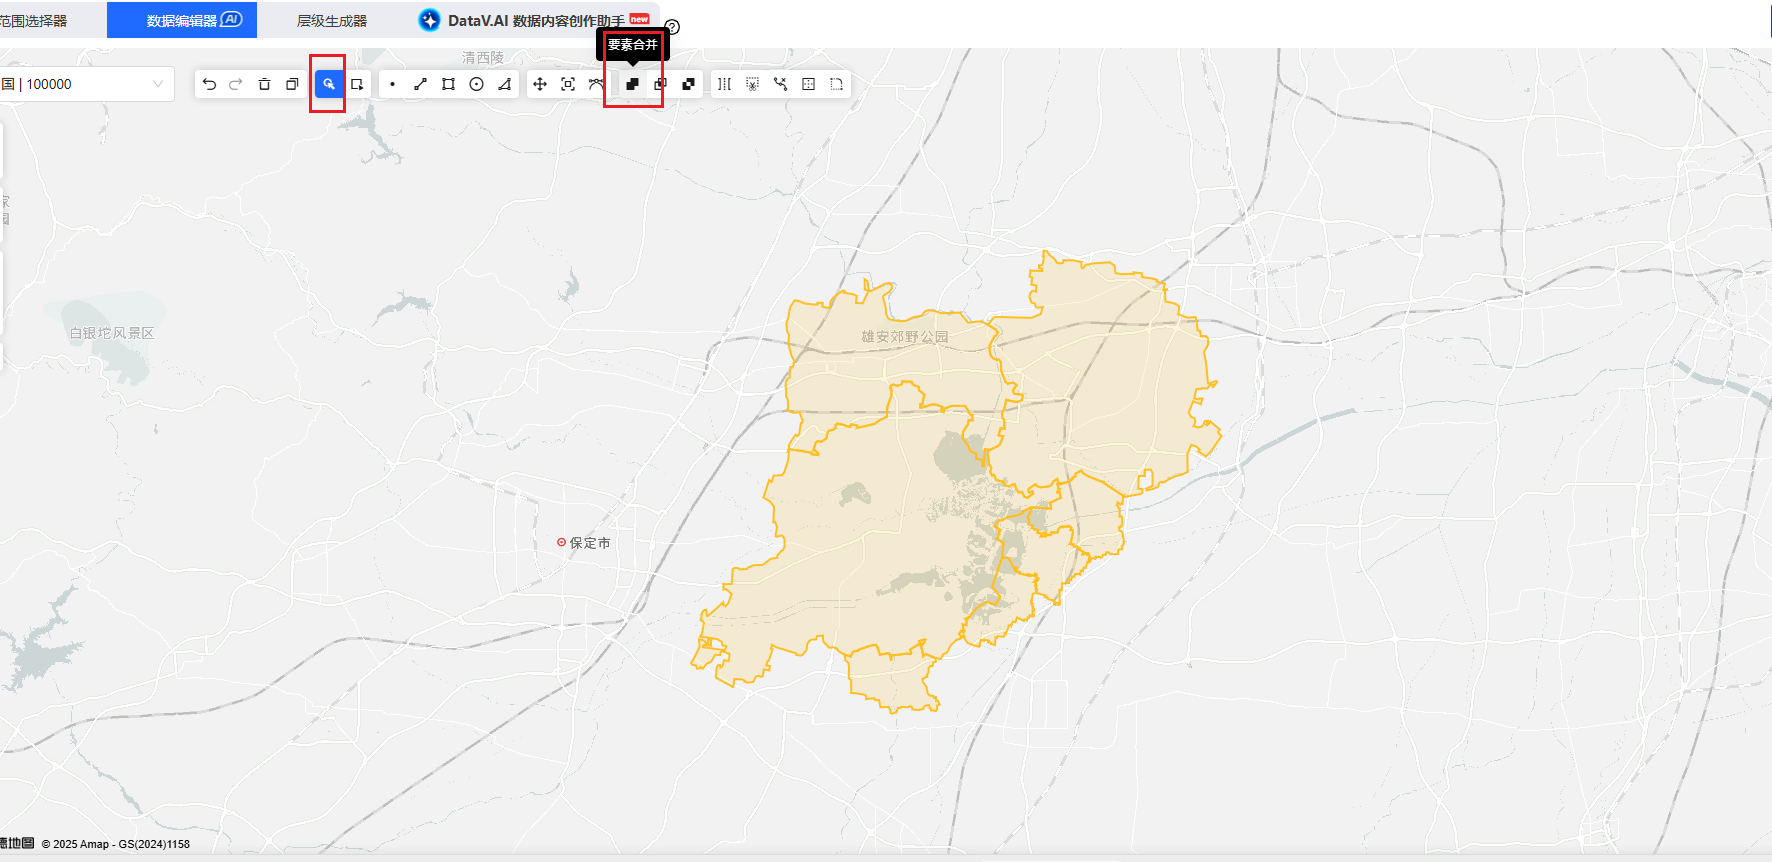 范围选择器
数据编辑器 AI
层级生成器
DataV.AI 数据内容创作助手 new
要素合并
国 | 100000
清西陵
家
园
白银坨风景区
雄安郊野公园
保定市
德地图 © 2025 Amap - GS(2024)1158